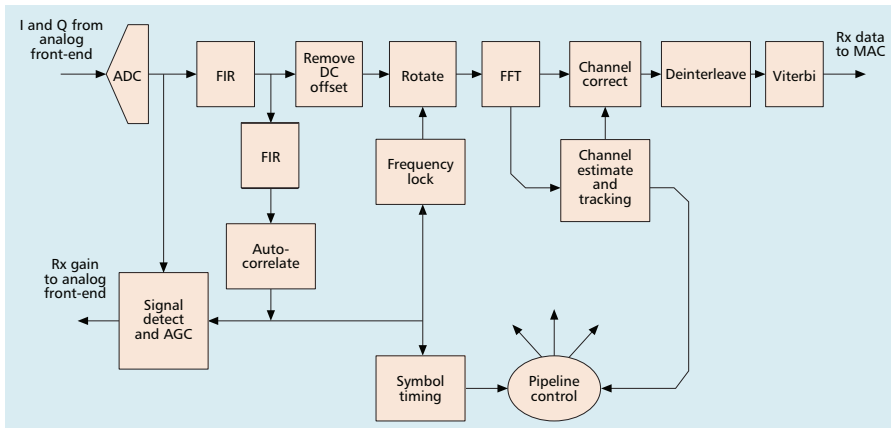 I and Q from
analog
front-end
ADC
FIR
Remove
DC
offset
Rotate
FFT
Channel
correct
Deinterleave
Viterbi
Rx data
to MAC
FIR
Frequency
lock
Channel
estimate
and
tracking
Auto-
correlate
Rx gain
to analog
front-end
Signal
detect
and AGC
Symbol
timing
Pipeline
control